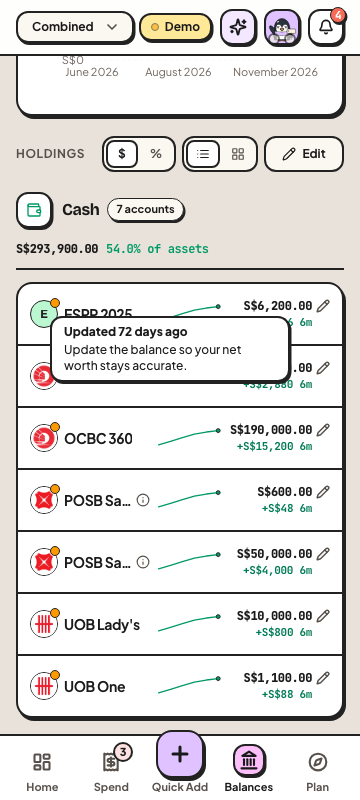 Combined
Demo
4
S$0
June 2026
August 2026
November 2026
HOLDINGS
$
%
Edit
Cash
7 accounts
S$293,900.00 54.0% of assets
E
ESPP 2025
S$6,200.00
6 6m
Updated 72 days ago
Update the balance so your net
worth stays accurate.
.00
+S$2,880 6m
OCBC 360
S$190,000.00
+S$15,200 6m
POSB Sa...
S$600.00
+S$48 6m
POSB Sa...
S$50,000.00
+S$4,000 6m
UOB Lady's
S$10,000.00
+S$800 6m
UOB One
S$1,100.00
+S$88 6m
3
Home
Spend
Quick Add
Balances
Plan